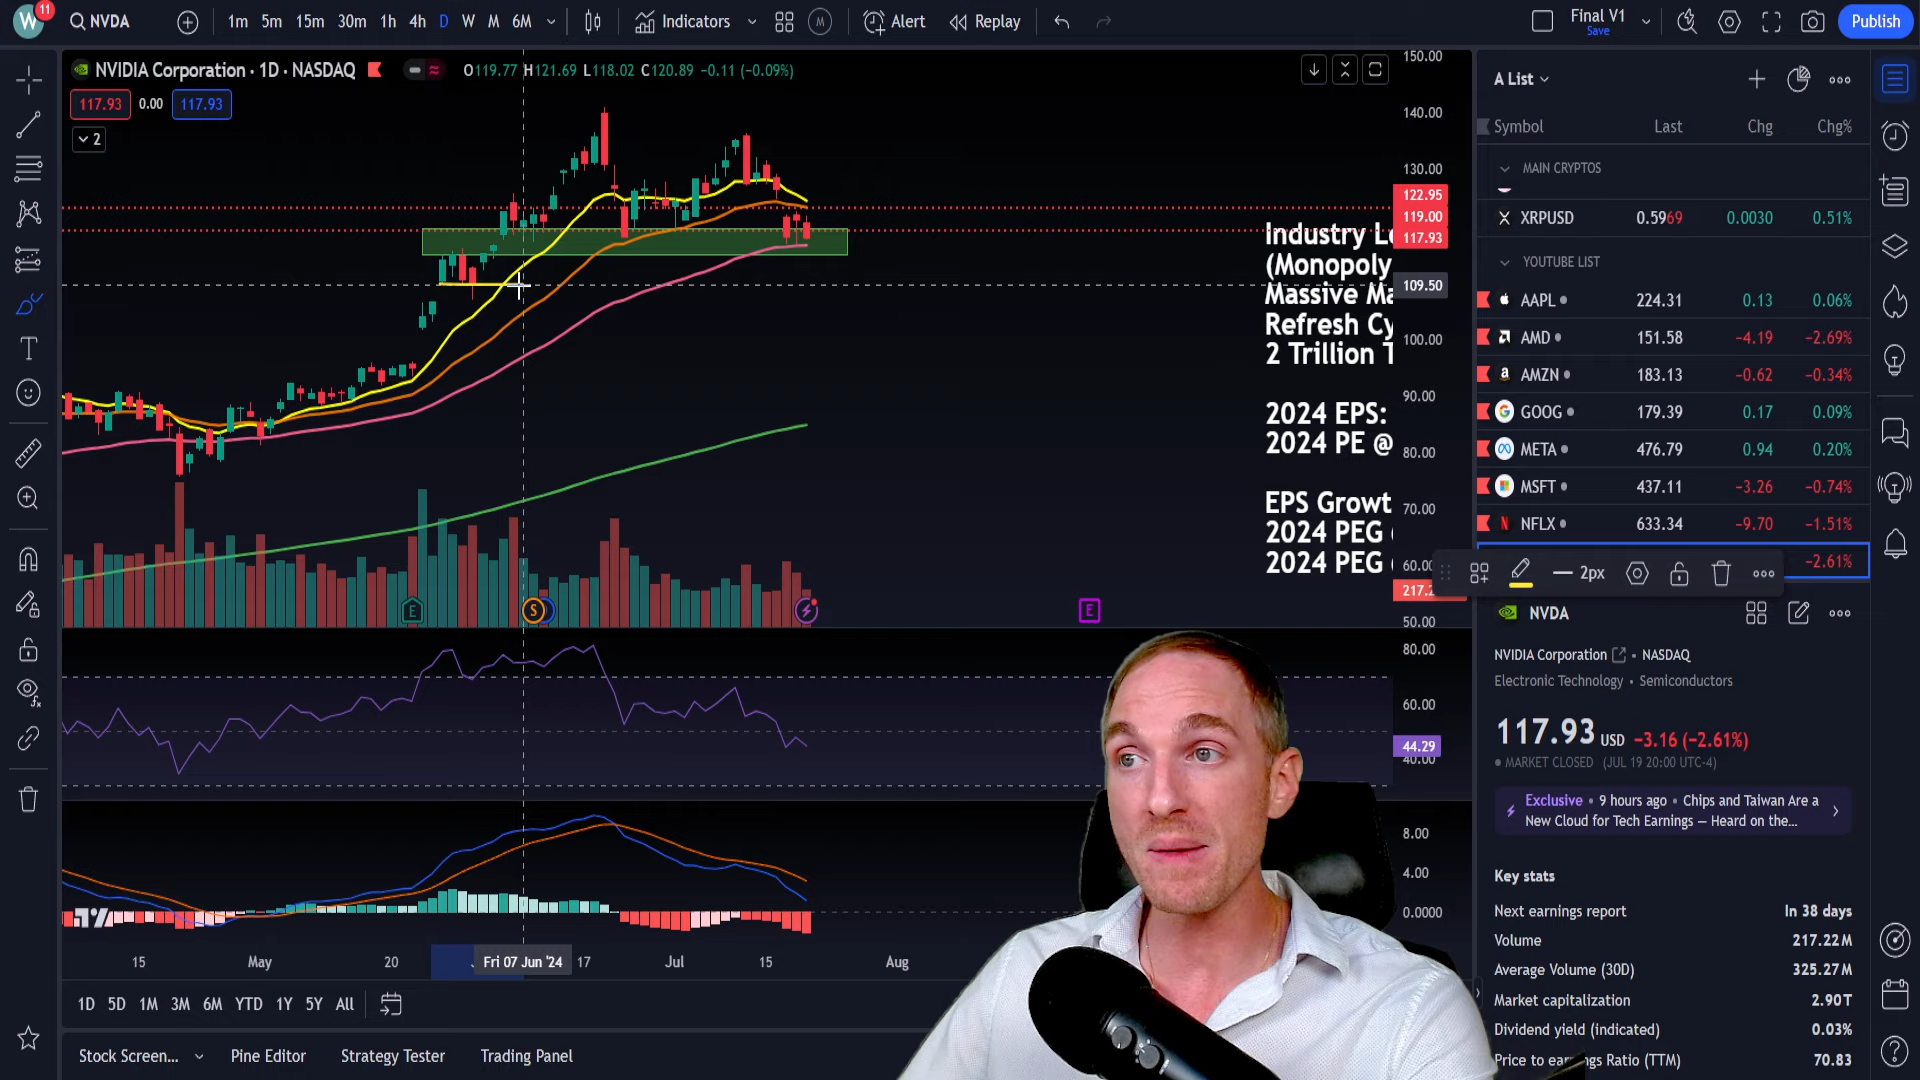 W
11
NVDA
1m 5m 15m 30m 1h 4h D W M 6M
Indicators
M
Alert
Replay
Final V1
Save
Publish
NVIDIA Corporation · 1D · NASDAQ
O119.77 H121.69 L118.02 C120.89 −0.11 (−0.09%)
117.93 0.00 117.93
2
150.00
140.00
130.00
122.95
119.00
117.93
109.50
100.00
90.00
80.00
70.00
60.00
50.00
Industry
(Monopoly
Massive
Refresh
2 Trillion
2024 EPS:
2024 PE @
EPS Growt
2024 PEG
2024 PEG
E
S
E
80.00
60.00
44.29
40.00
8.00
4.00
0.0000
15 May 20 Fri 07 Jun '24 17 Jul 15 Aug
1D 5D 1M 3M 6M YTD 1Y 5Y All
Stock Screen... Pine Editor Strategy Tester Trading Panel
A List
Symbol Last Chg Chg%
MAIN CRYPTOS
XRPUSD 0.5969 0.0030 0.51%
YOUTUBE LIST
AAPL 224.31 0.13 0.06%
AMD 151.58 −4.19 −2.69%
AMZN 183.13 −0.62 −0.34%
GOOG 179.39 0.17 0.09%
META 476.79 0.94 0.20%
MSFT 437.11 −3.26 −0.74%
NFLX 633.34 −9.70 −1.51%
−2.61%
2px
NVDA
NVIDIA Corporation • NASDAQ
Electronic Technology • Semiconductors
117.93 USD −3.16 (−2.61%)
MARKET CLOSED (JUL 19 20:00 UTC-4)
Exclusive • 9 hours ago • Chips and Taiwan Are a
New Cloud for Tech Earnings — Heard on the...
Key stats
Next earnings report In 38 days
Volume 217.22M
Average Volume (30D) 325.27M
Market capitalization 2.90T
Dividend yield (indicated) 0.03%
Price to earnings Ratio (TTM) 70.83